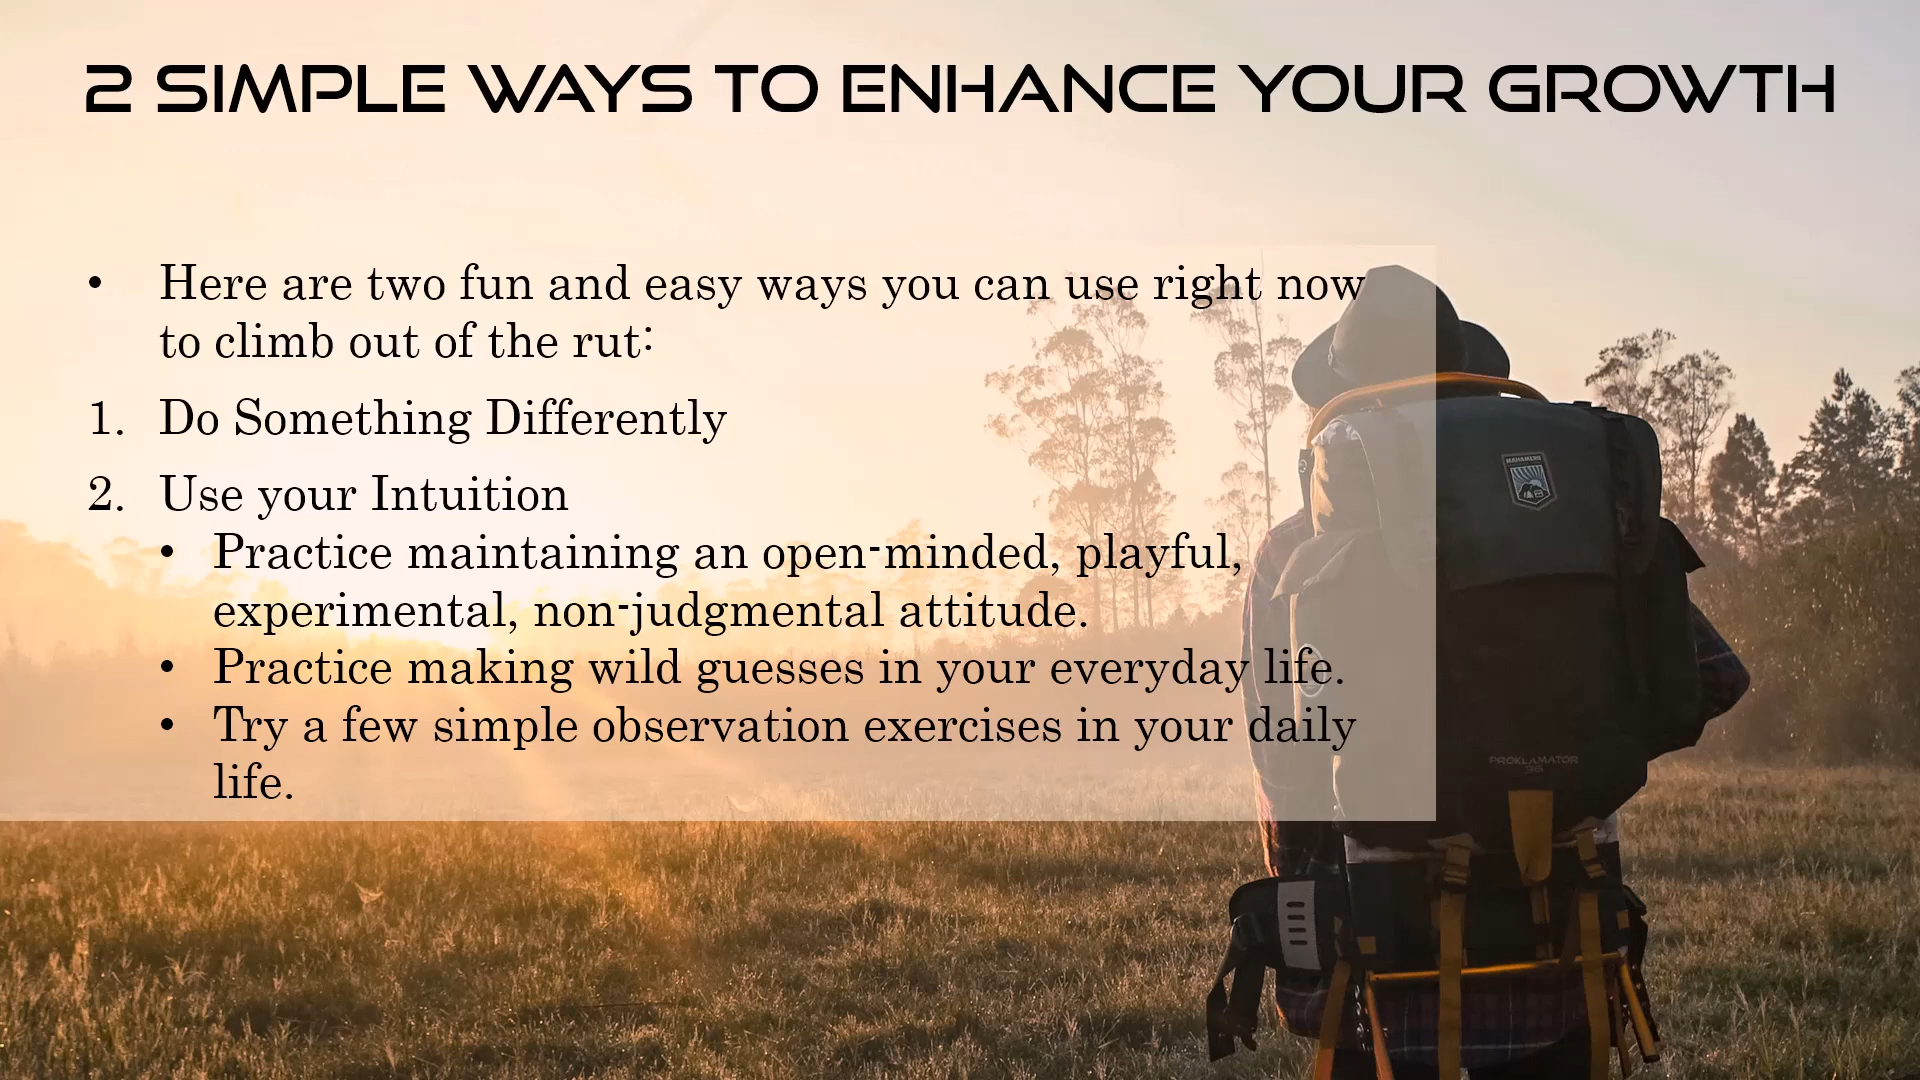 2 SIMPLE WAYS TO ENHANCE YOUR GROWTH
• Here are two fun and easy ways you can use right now
to climb out of the rut:
1. Do Something Differently
2. Use your Intuition
• Practice maintaining an open-minded, playful,
experimental, non-judgmental attitude.
• Practice making wild guesses in your everyday life.
• Try a few simple observation exercises in your daily
life.
MAHAMERU
PROKLAMATOR
36